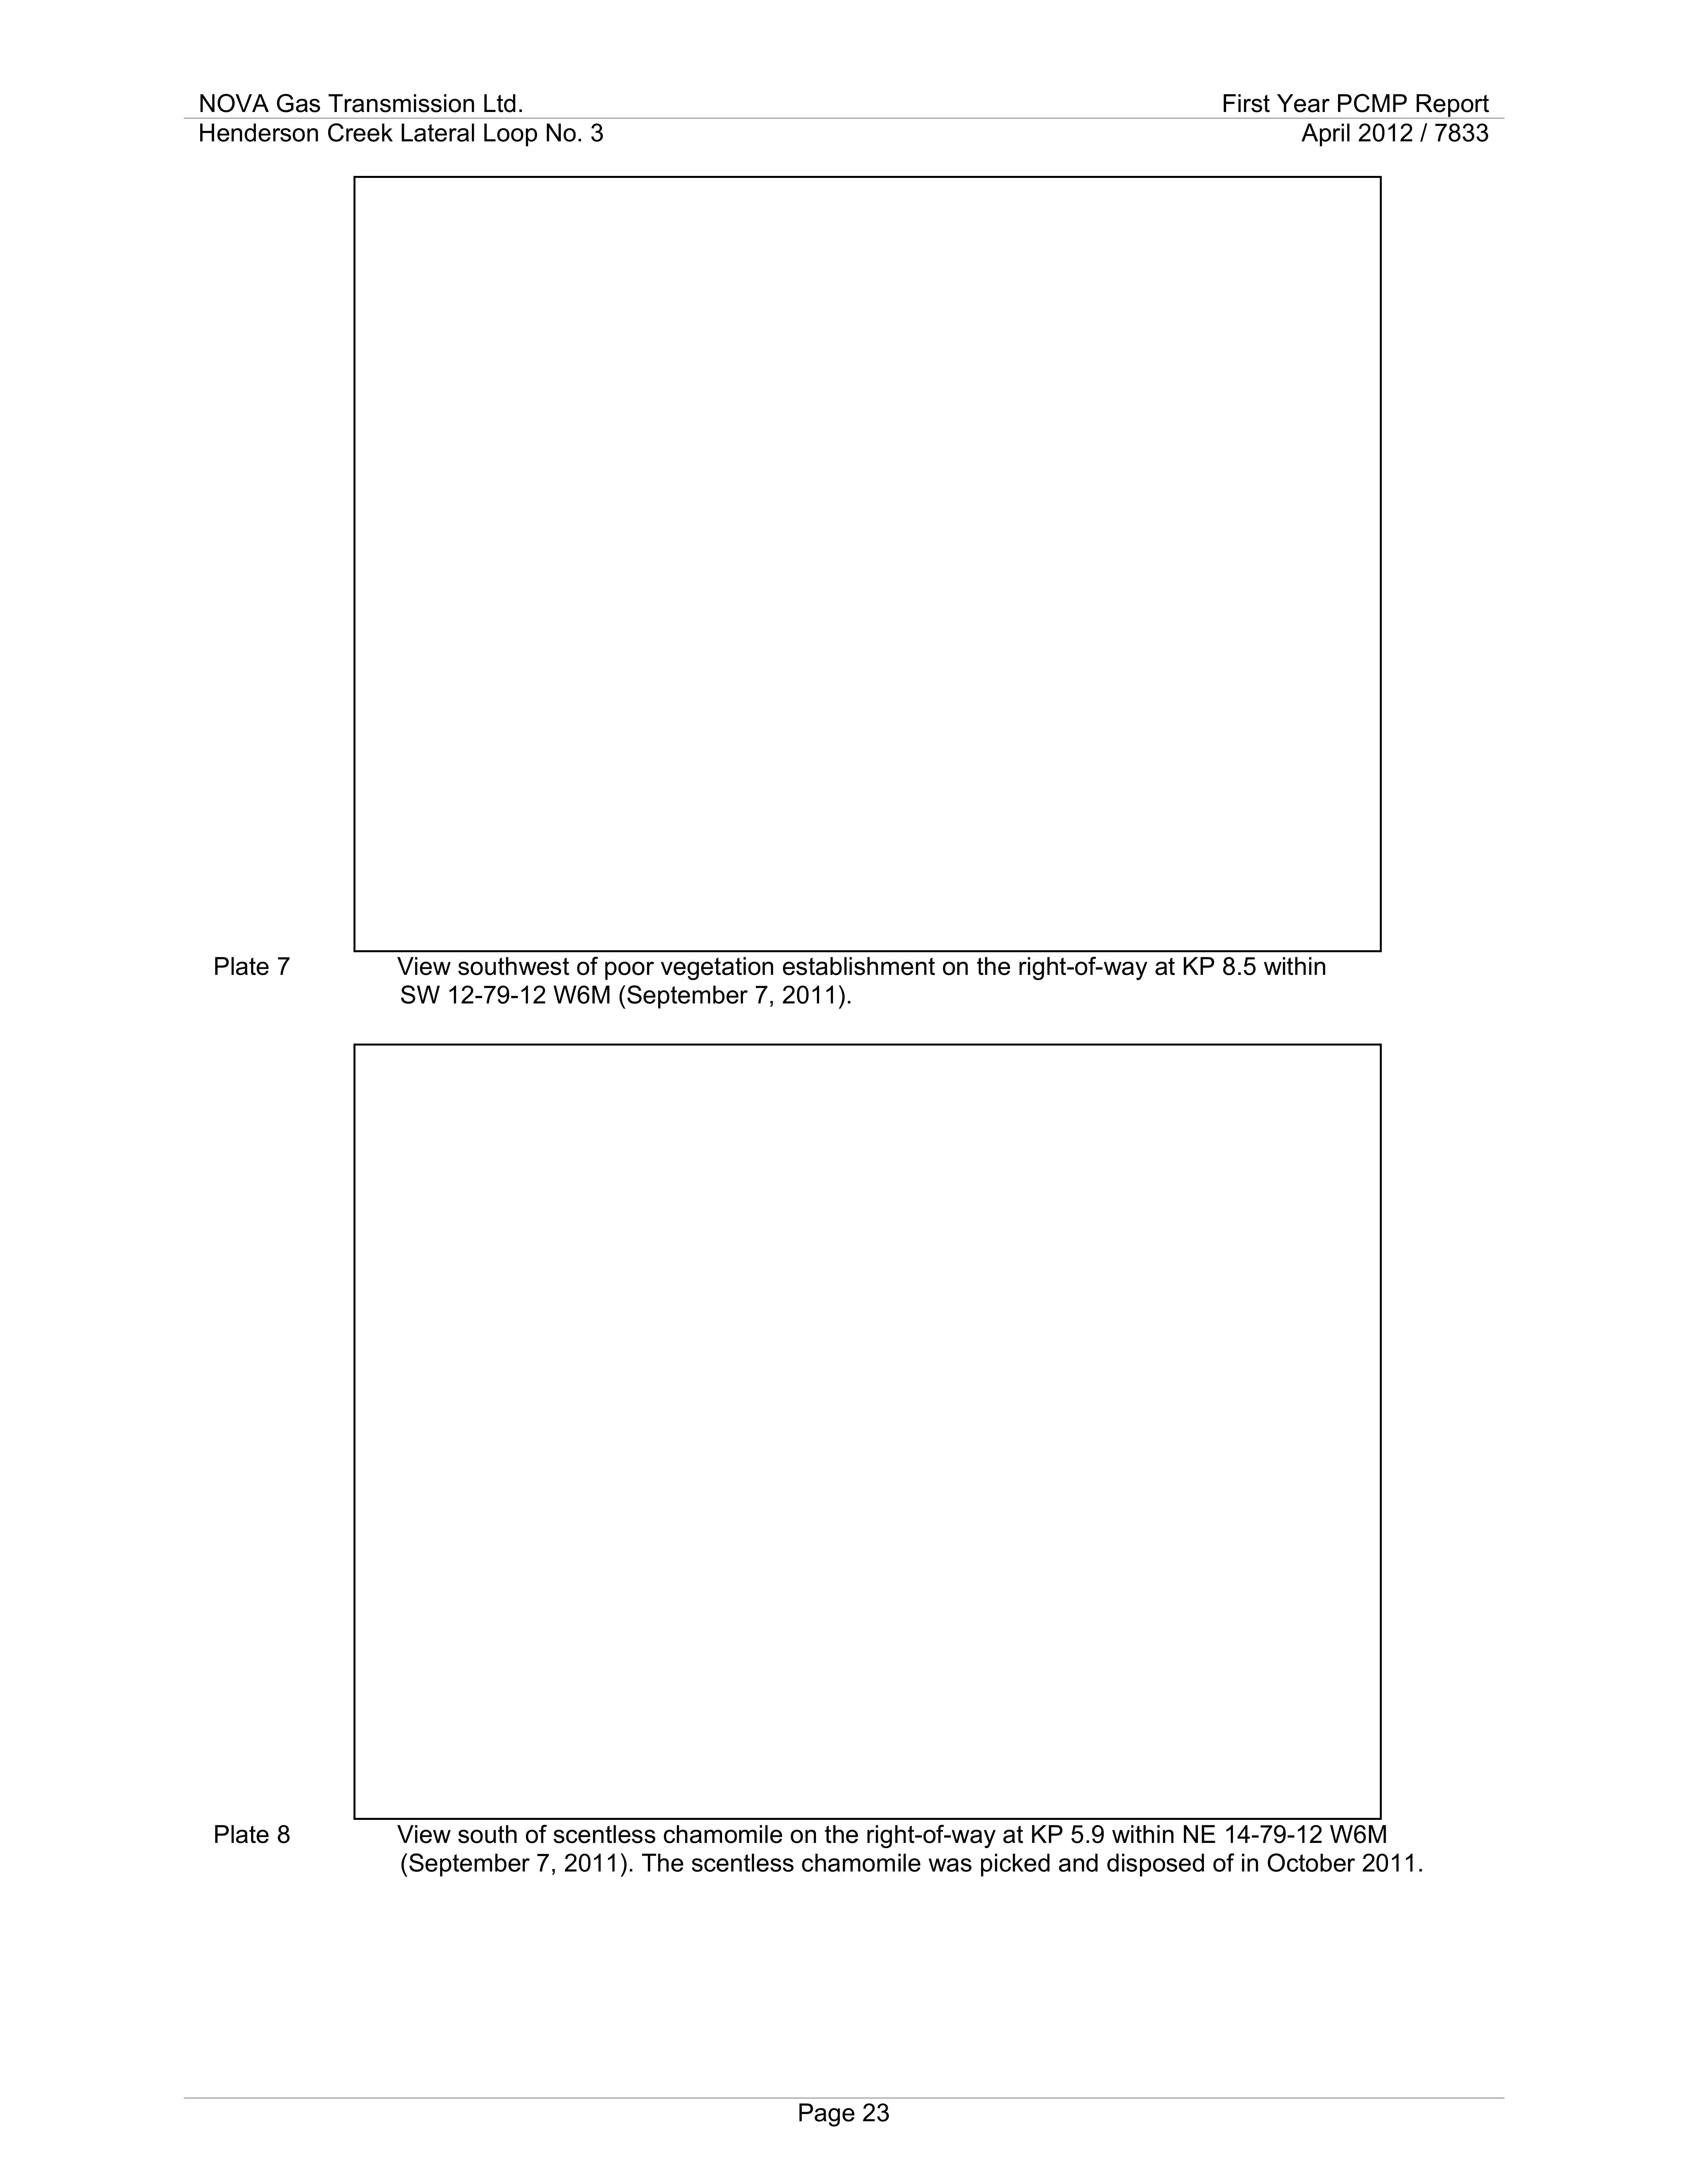 NOVA Gas Transmission Ltd. First Year PCMP Report
Henderson Creek Lateral Loop No. 3 April 2012 / 7833
Plate 7 View southwest of poor vegetation establishment on the right-of-way at KP 8.5 within
SW 12-79-12 W6M (September 7, 2011).
Plate 8 View south of scentless chamomile on the right-of-way at KP 5.9 within NE 14-79-12 W6M
(September 7, 2011). The scentless chamomile was picked and disposed of in October 2011.
Page 23